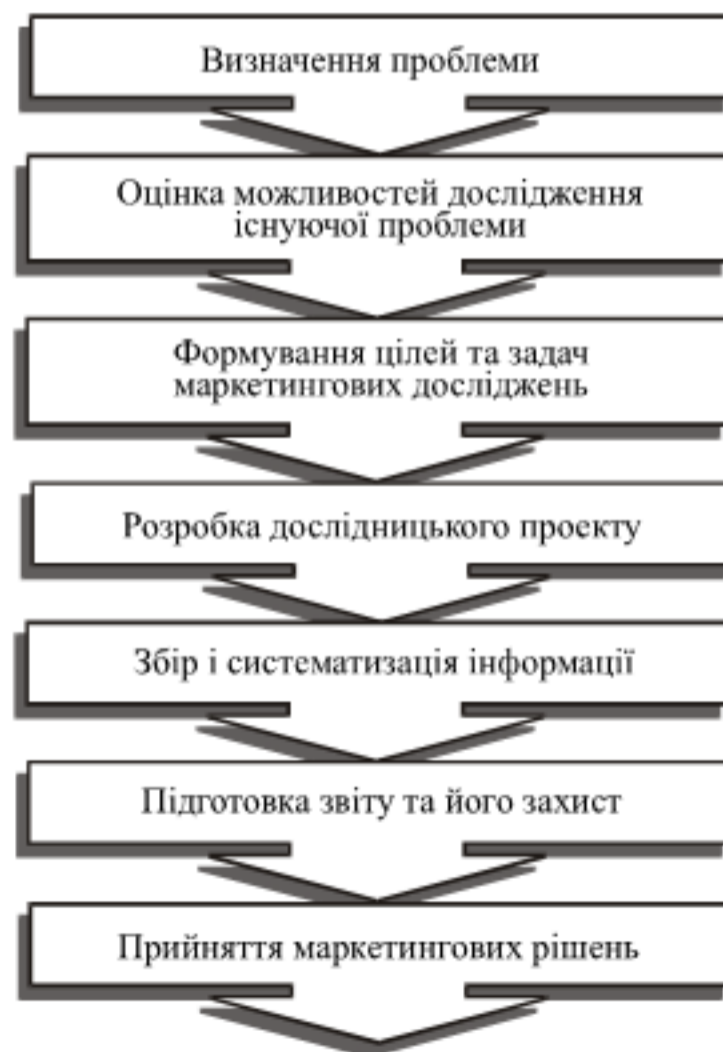 Визначення проблеми
Оцінка можливостей дослідження
існуючої проблеми
Формування цілей та задач
маркетингових досліджень
Розробка дослідницького проекту
Збір і систематизація інформації
Підготовка звіту та його захист
Прийняття маркетингових рішень